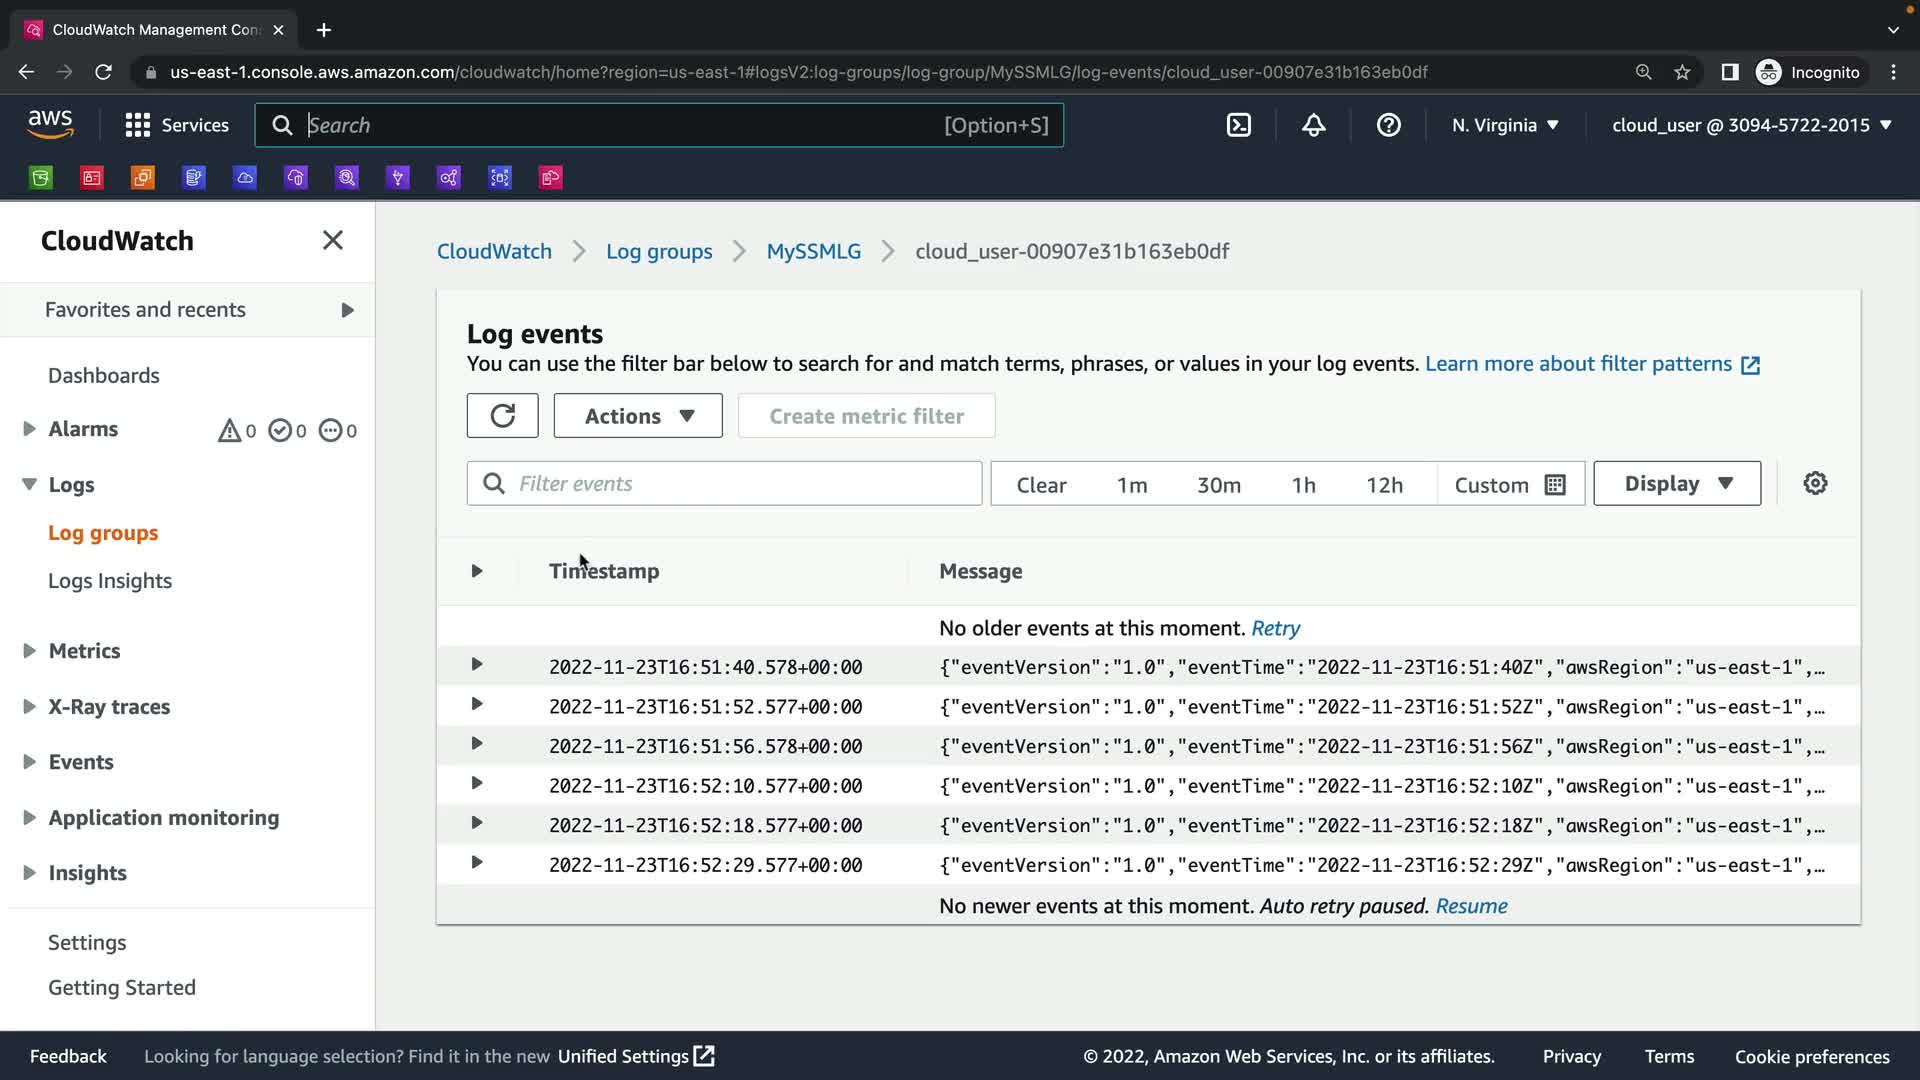 CloudWatch Management Con
us-east-1.console.aws.amazon.com/cloudwatch/home?region=us-east-1#logsV2:log-groups/log-group/MySSMLG/log-events/cloud_user-00907e31b163eb0df
Incognito
aws
Services
Search
[Option+S]
N. Virginia
cloud_user @ 3094-5722-2015
CloudWatch
Favorites and recents
Dashboards
Alarms
0
0
0
Logs
Log groups
Logs Insights
Metrics
X-Ray traces
Events
Application monitoring
Insights
Settings
Getting Started
CloudWatch
Log groups
MySSMLG
cloud_user-00907e31b163eb0df
Log events
You can use the filter bar below to search for and match terms, phrases, or values in your log events. Learn more about filter patterns
Actions
Create metric filter
Filter events
Clear
1m
30m
1h
12h
Custom
Display
Timestamp
Message
No older events at this moment. Retry
2022-11-23T16:51:40.578+00:00 {"eventVersion":"1.0","eventTime":"2022-11-23T16:51:40Z","awsRegion":"us-east-1",…
2022-11-23T16:51:52.577+00:00 {"eventVersion":"1.0","eventTime":"2022-11-23T16:51:52Z","awsRegion":"us-east-1",…
2022-11-23T16:51:56.578+00:00 {"eventVersion":"1.0","eventTime":"2022-11-23T16:51:56Z","awsRegion":"us-east-1",…
2022-11-23T16:52:10.577+00:00 {"eventVersion":"1.0","eventTime":"2022-11-23T16:52:10Z","awsRegion":"us-east-1",…
2022-11-23T16:52:18.577+00:00 {"eventVersion":"1.0","eventTime":"2022-11-23T16:52:18Z","awsRegion":"us-east-1",…
2022-11-23T16:52:29.577+00:00 {"eventVersion":"1.0","eventTime":"2022-11-23T16:52:29Z","awsRegion":"us-east-1",…
No newer events at this moment. Auto retry paused. Resume
Feedback
Looking for language selection? Find it in the new Unified Settings
© 2022, Amazon Web Services, Inc. or its affiliates.
Privacy
Terms
Cookie preferences